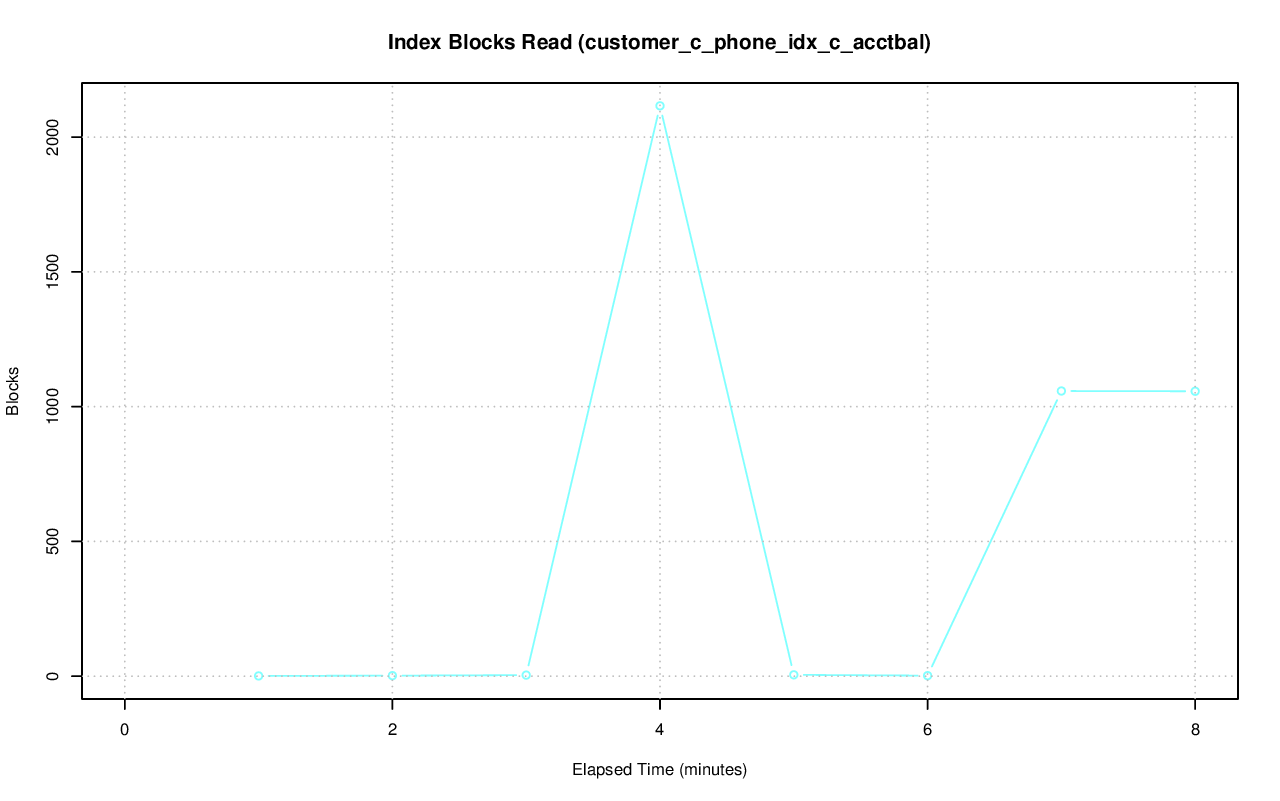 Index Blocks Read (customer_c_phone_idx_c_acctbal)
Blocks
2000
1500
1000
500
0
0 2 4 6 8
Elapsed Time (minutes)